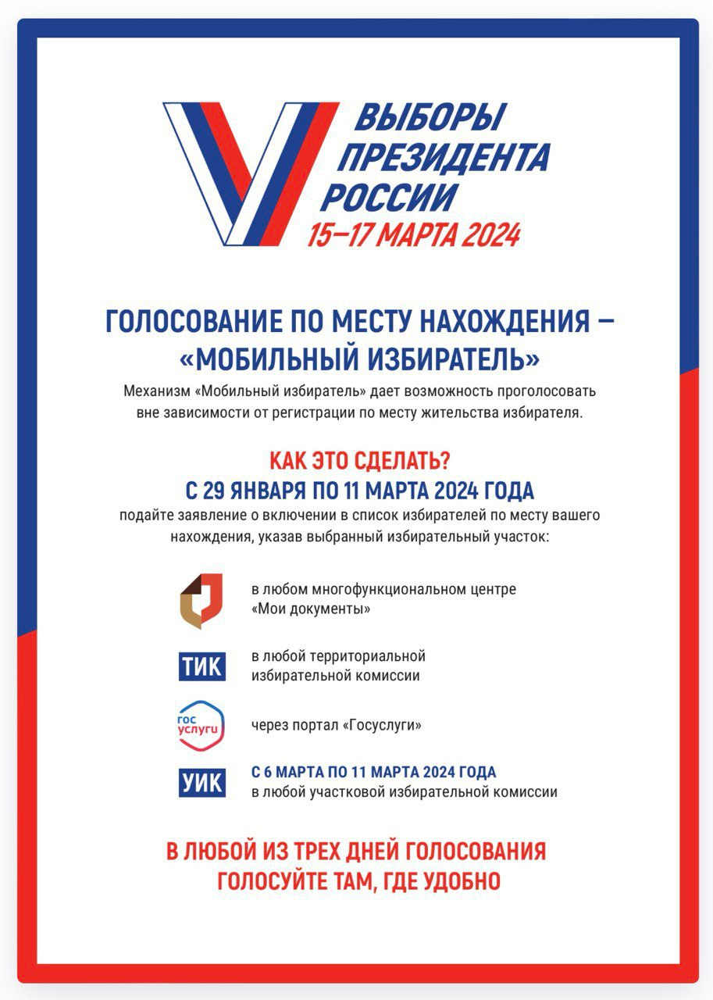 ВЫБОРЫ
ПРЕЗИДЕНТА
РОССИИ
15–17 МАРТА 2024
ГОЛОСОВАНИЕ ПО МЕСТУ НАХОЖДЕНИЯ –
«МОБИЛЬНЫЙ ИЗБИРАТЕЛЬ»
Механизм «Мобильный избиратель» дает возможность проголосовать
вне зависимости от регистрации по месту жительства избирателя.
КАК ЭТО СДЕЛАТЬ?
С 29 ЯНВАРЯ ПО 11 МАРТА 2024 ГОДА
подайте заявление о включении в список избирателей по месту вашего
нахождения, указав выбранный избирательный участок:
в любом многофункциональном центре
«Мои документы»
ТИК
в любой территориальной
избирательной комиссии
гос
услуги
через портал «Госуслуги»
УИК
С 6 МАРТА ПО 11 МАРТА 2024 ГОДА
в любой участковой избирательной комиссии
В ЛЮБОЙ ИЗ ТРЕХ ДНЕЙ ГОЛОСОВАНИЯ
ГОЛОСУЙТЕ ТАМ, ГДЕ УДОБНО